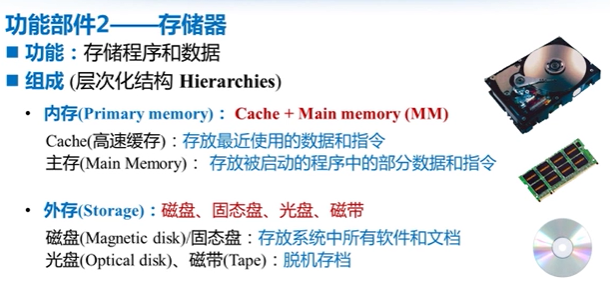 功能部件2——存储器
■ 功能：存储程序和数据
■ 组成 (层次化结构 Hierarchies)
• 内存(Primary memory)：Cache + Main memory (MM)
Cache(高速缓存)：存放最近使用的数据和指令
主存(Main Memory)： 存放被启动的程序中的部分数据和指令
• 外存(Storage)：磁盘、固态盘、光盘、磁带
磁盘(Magnetic disk)/固态盘：存放系统中所有软件和文档
光盘(Optical disk)、磁带(Tape)：脱机存档